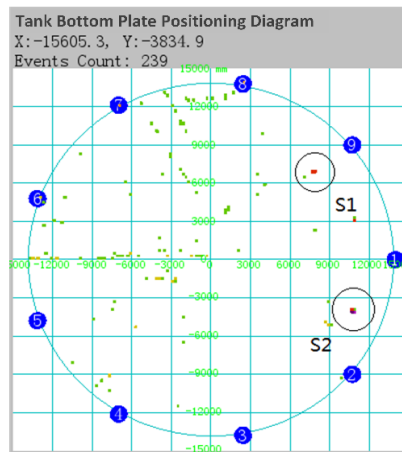 Tank Bottom Plate Positioning Diagram
X:-15605.3, Y:-3834.9
Events Count: 239
15000 mm
8
7
12000
9
9000
6000
6
S1
3000
-12000 -9000 -6000 -3000 0 3000 6000 9000 12000 1
-3000
5
S2
-6000
-9000 2
4
-12000
3
-15000